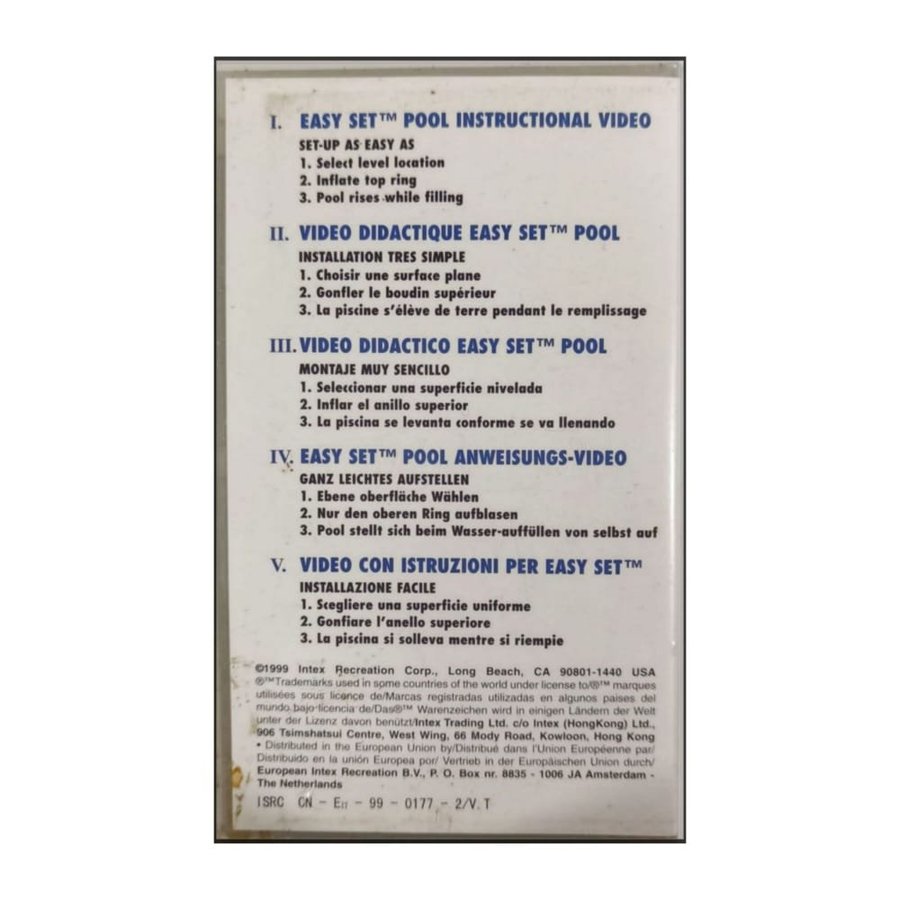 I. EASY SET™ POOL INSTRUCTIONAL VIDEO
SET-UP AS EASY AS
1. Select level location
2. Inflate top ring
3. Pool rises while filling
II. VIDEO DIDACTIQUE EASY SET™ POOL
INSTALLATION TRES SIMPLE
1. Choisir une surface plane
2. Gonfler le boudin supérieur
3. La piscine s'élève de terre pendant le remplissage
III. VIDEO DIDACTICO EASY SET™ POOL
MONTAJE MUY SENCILLO
1. Seleccionar una superficie nivelada
2. Inflar el anillo superior
3. La piscina se levanta conforme se va llenando
IV. EASY SET™ POOL ANWEISUNGS-VIDEO
GANZ LEICHTES AUFSTELLEN
1. Ebene oberfläche Wählen
2. Nur den oberen Ring aufblasen
3. Pool stellt sich beim Wasser-auffüllen von selbst auf
V. VIDEO CON ISTRUZIONI PER EASY SET™
INSTALLAZIONE FACILE
1. Scegliere una superficie uniforme
2. Gonfiare l'anello superiore
3. La piscina si solleva mentre si riempie
©1999 Intex Recreation Corp., Long Beach, CA 90801-1440 USA
®™Trademarks used in some countries of the world under license to/®™ marques
utilisées sous licence de/Marcas registradas utilizadas en algunos países del
mundo bajo licencia de/Das®™ Warenzeichen wird in einigen Ländern der Welt
unter der Lizenz davon benützt/Intex Trading Ltd. c/o Intex (HongKong) Ltd.,
906 Tsimshatsui Centre, West Wing, 66 Mody Road, Kowloon, Hong Kong
• Distributed in the European Union by/Distribué dans l'Union Européenne par/
Distribuido en la unión Europea por/ Vertrieb in der Europäischen Union durch/
European Intex Recreation B.V., P. O. Box nr. 8835 - 1006 JA Amsterdam -
The Netherlands
ISRC CN - E11 - 99 - 0177 - 2/V.T